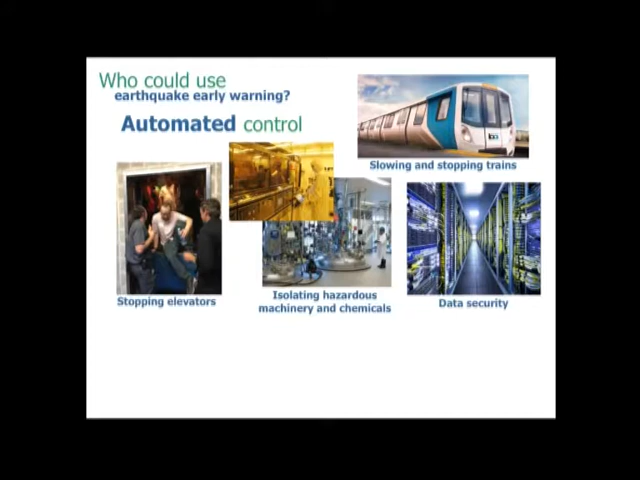 Who could use
earthquake early warning?
Automated control
Slowing and stopping trains
Stopping elevators
Isolating hazardous
machinery and chemicals
Data security